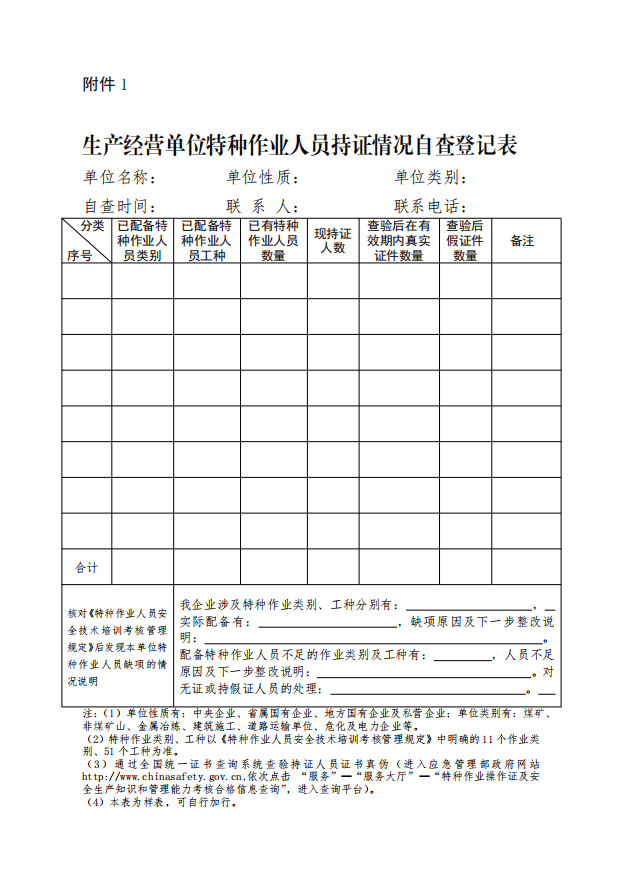 附件 1
生产经营单位特种作业人员持证情况自查登记表
单位名称： 单位性质： 单位类别：
自查时间： 联 系 人： 联系电话：
分类
序号
已配备特
种作业人
员类别
已配备特
种作业人
员工种
已有特种
作业人员
数量
现持证
人数
查验后在有
效期内真实
证件数量
查验后
假证件
数量
备注
合计
核对《特种作业人员安
全技术培训考核管理
规定》后发现本单位特
种作业人员缺项的情
况说明
我企业涉及特种作业类别、工种分别有：________，__
实际配备有：________，缺项原因及下一步整改说
明：________。
配备特种作业人员不足的作业类别及工种有：________，人员不足
原因及下一步整改说明：________。对
无证或持假证人员的处理：________。__
注：（1）单位性质有：中央企业、省属国有企业、地方国有企业及私营企业；单位类别有：煤矿、
非煤矿山、金属冶炼、建筑施工、道路运输单位、危化及电力企业等。
（2）特种作业类别、工种以《特种作业人员安全技术培训考核管理规定》中明确的 11 个作业类
别、51 个工种为准。
（3）通过全国统一证书查询系统查验持证人员证书真伪（进入应急管理部政府网站
http://www.chinasafety.gov.cn,依次点击 “服务”—“服务大厅”—“特种作业操作证及安
全生产知识和管理能力考核合格信息查询”，进入查询平台）。
（4）本表为样表，可自行加行。